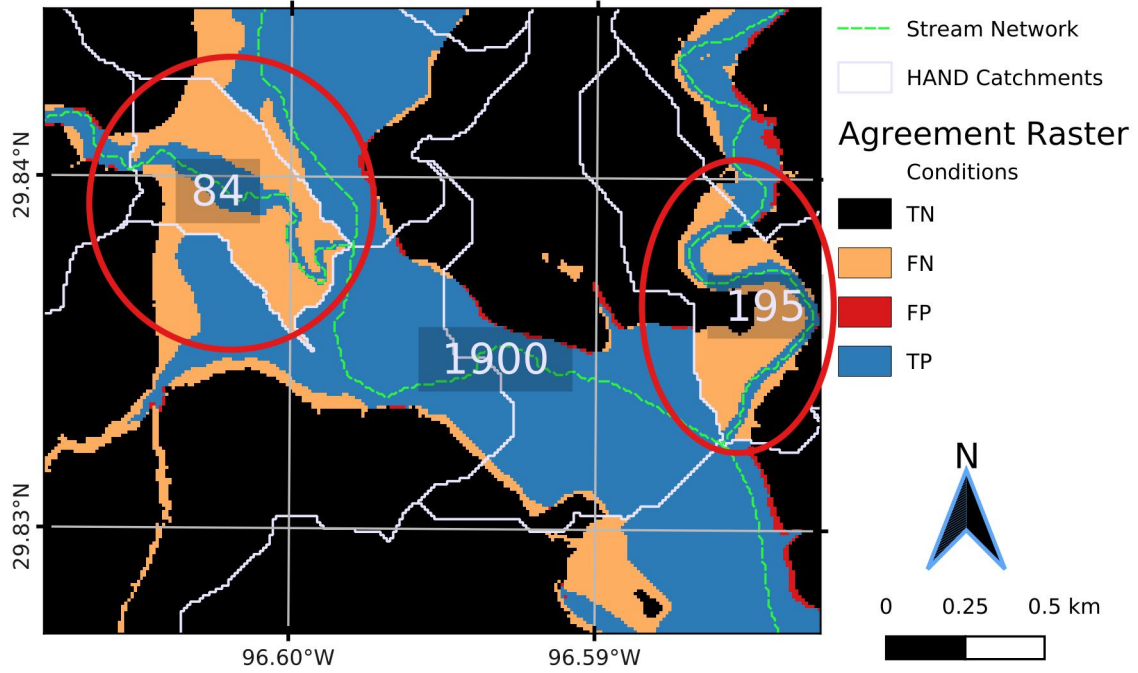 Stream Network
HAND Catchments
Agreement Raster
Conditions
TN
FN
FP
TP
84
195
1900
29.84°N
29.83°N
96.60°W
96.59°W
N
0 0.25 0.5 km